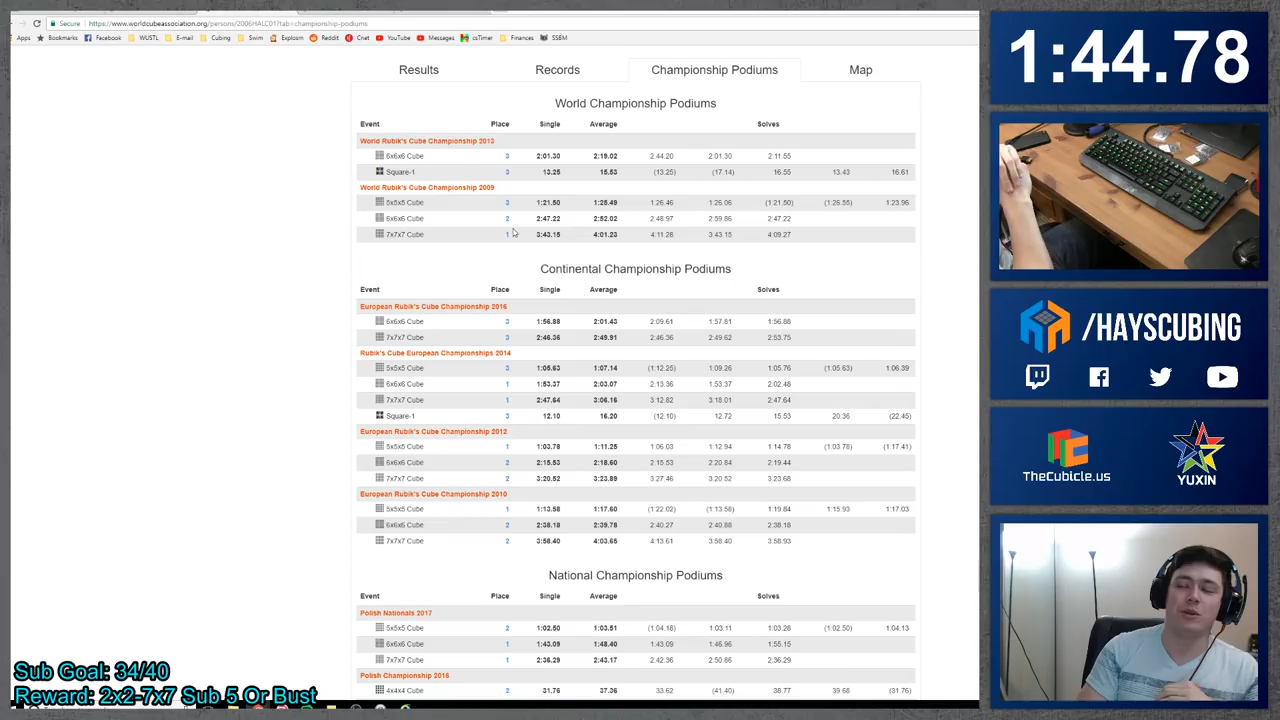 Secure https://www.worldcubeassociation.org/persons/2006HALC01?tab=championship-podiums
Apps Bookmarks Facebook WUSTL E-mail Cubing Swim Explosm Reddit Cnet YouTube Messages csTimer Finances SSBM
Results Records Championship Podiums Map
World Championship Podiums
Event Place Single Average Solves
World Rubik's Cube Championship 2013
6x6x6 Cube 3 2:01.30 2:19.02 2:44.20 2:01.30 2:11.55
Square-1 3 13.25 15.53 (13.25) (17.14) 16.55 13.43 16.61
World Rubik's Cube Championship 2009
5x5x5 Cube 3 1:21.50 1:25.49 1:26.46 1:26.06 (1:21.50) (1:26.55) 1:23.96
6x6x6 Cube 2 2:47.22 2:52.02 2:48.97 2:59.86 2:47.22
7x7x7 Cube 1 3:43.15 4:01.23 4:11.28 3:43.15 4:09.27
Continental Championship Podiums
Event Place Single Average Solves
European Rubik's Cube Championship 2016
6x6x6 Cube 3 1:56.88 2:01.43 2:09.61 1:57.81 1:56.88
7x7x7 Cube 3 2:46.36 2:49.91 2:46.36 2:49.62 2:53.75
Rubik's Cube European Championships 2014
5x5x5 Cube 3 1:05.63 1:07.14 (1:12.25) 1:09.26 1:05.76 (1:05.63) 1:06.39
6x6x6 Cube 1 1:53.37 2:03.07 2:13.36 1:53.37 2:02.48
7x7x7 Cube 1 2:47.64 3:06.16 3:12.82 3:18.01 2:47.64
Square-1 3 12.10 16.20 (12.10) 12.72 15.53 20.36 (22.45)
European Rubik's Cube Championship 2012
5x5x5 Cube 1 1:03.78 1:11.25 1:06.03 1:12.94 1:14.78 (1:03.78) (1:17.41)
6x6x6 Cube 2 2:15.53 2:18.60 2:15.53 2:20.84 2:19.44
7x7x7 Cube 2 3:20.52 3:23.89 3:27.46 3:20.52 3:23.68
European Rubik's Cube Championship 2010
5x5x5 Cube 1 1:13.58 1:17.60 (1:22.02) (1:13.58) 1:19.84 1:15.93 1:17.03
6x6x6 Cube 2 2:38.18 2:39.78 2:40.27 2:40.88 2:38.18
7x7x7 Cube 2 3:58.40 4:03.65 4:13.61 3:58.40 3:58.93
National Championship Podiums
Event Place Single Average Solves
Polish Nationals 2017
5x5x5 Cube 2 1:02.50 1:03.51 (1:04.18) 1:03.11 1:03.28 (1:02.50) 1:04.13
6x6x6 Cube 1 1:43.09 1:48.40 1:43.09 1:46.96 1:55.15
7x7x7 Cube 1 2:36.29 2:43.17 2:42.36 2:50.86 2:36.29
Polish Championship 2016
4x4x4 Cube 2 31.76 37.36 33.62 (41.40) 38.77 39.68 (31.76)
Sub Goal: 34/40
Reward: 2x2-7x7 Sub 5 Or Bust
1:44.78
/HAYSCUBING
TheCubicle.us
YUXIN